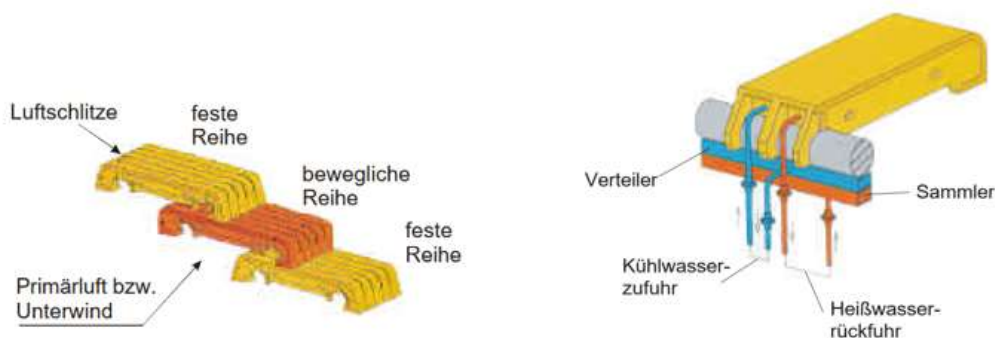 Luftschlitze
feste
Reihe
bewegliche
Reihe
feste
Reihe
Primärluft bzw.
Unterwind
Verteiler
Sammler
Kühlwasser-
zufuhr
Heißwasser-
rückfuhr